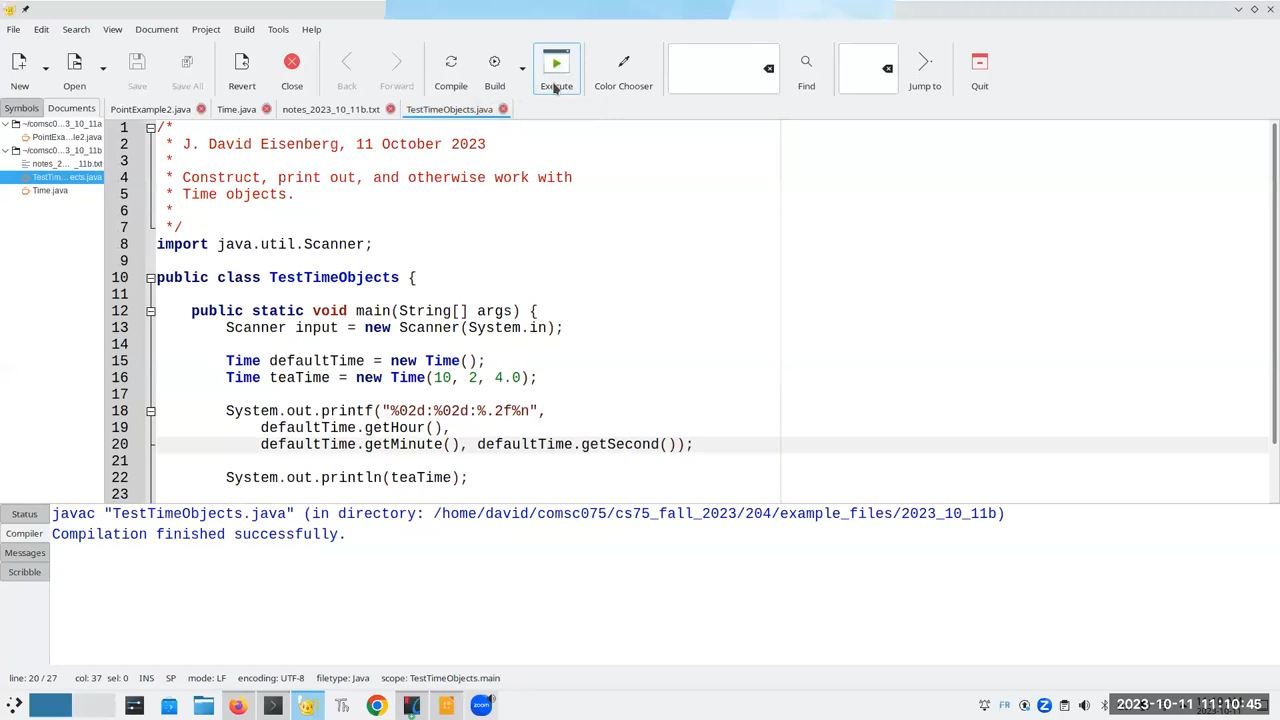 File Edit Search View Document Project Build Tools Help
New Open Save Save All Revert Close Back Forward Compile Build Execute Color Chooser Find Jump to Quit
Symbols Documents PointExample2.java Time.java notes_2023_10_11b.txt TestTimeObjects.java
~/comsc0…3_10_11a
PointExa…le2.java
~/comsc0…3_10_11b
notes_2… _11b.txt
TestTim…ects.java
Time.java
1 /*
2 * J. David Eisenberg, 11 October 2023
3 *
4 * Construct, print out, and otherwise work with
5 * Time objects.
6 *
7 */
8 import java.util.Scanner;
9
10 public class TestTimeObjects {
11
12 public static void main(String[] args) {
13 Scanner input = new Scanner(System.in);
14
15 Time defaultTime = new Time();
16 Time teaTime = new Time(10, 2, 4.0);
17
18 System.out.printf("%02d:%02d:%.2f%n",
19 defaultTime.getHour(),
20 defaultTime.getMinute(), defaultTime.getSecond());
21
22 System.out.println(teaTime);
23
Status
Compiler
Messages
Scribble
javac "TestTimeObjects.java" (in directory: /home/david/comsc075/cs75_fall_2023/204/example_files/2023_10_11b)
Compilation finished successfully.
line: 20 / 27 col: 37 sel: 0 INS SP mode: LF encoding: UTF-8 filetype: Java scope: TestTimeObjects.main
Th zoom FR Z 2023-10-11 11:10:45